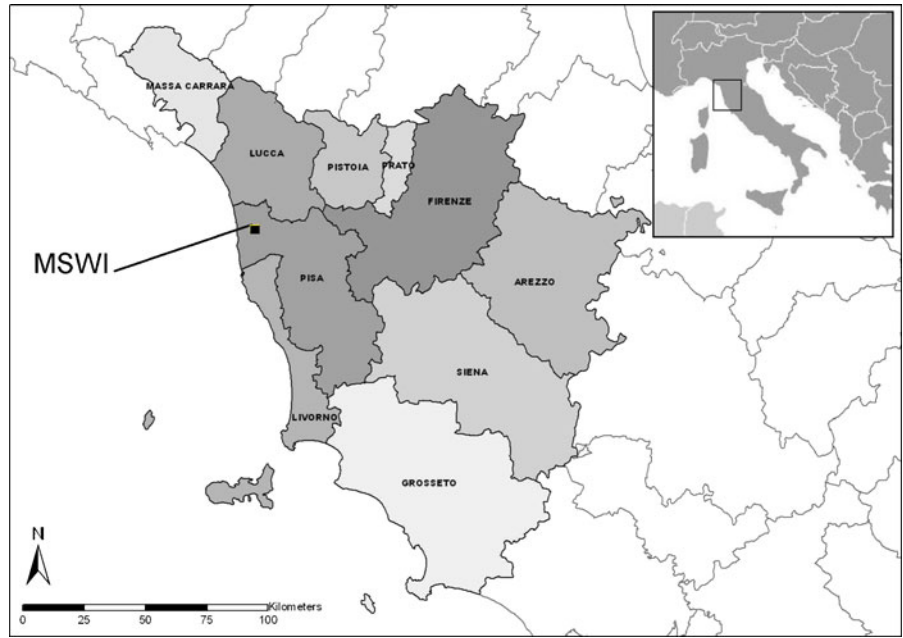 MASSA CARRARA
LUCCA
PISTOIA
PRATO
FIRENZE
MSWI
PISA
AREZZO
SIENA
LIVORNO
GROSSETO
N
Kilometers
0 25 50 75 100